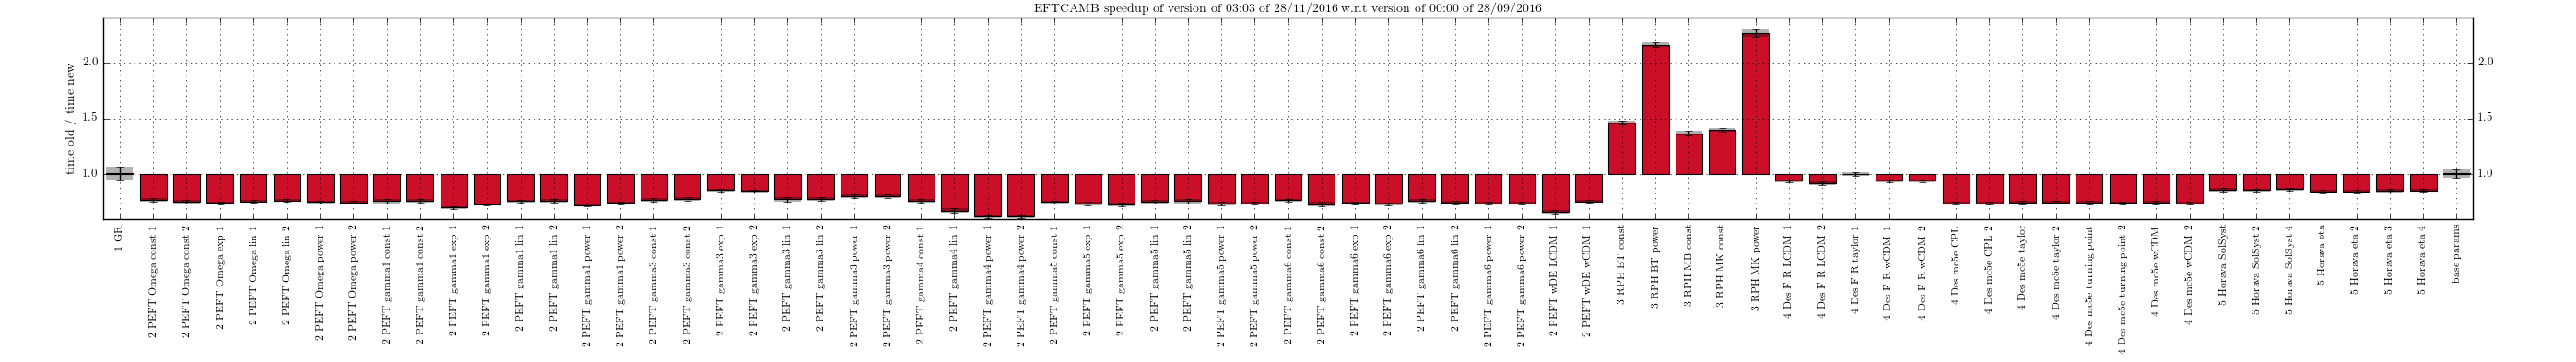 EFTCAMB speedup of version of 03:03 of 28/11/2016 w.r.t version of 00:00 of 28/09/2016
time old / time new
2.0
1.5
1.0
2.0
1.5
1.0
1 GR
2 PEFT Omega const 1
2 PEFT Omega const 2
2 PEFT Omega exp 1
2 PEFT Omega lin 1
2 PEFT Omega lin 2
2 PEFT Omega power 1
2 PEFT Omega power 2
2 PEFT gamma1 const 1
2 PEFT gamma1 const 2
2 PEFT gamma1 exp 1
2 PEFT gamma1 exp 2
2 PEFT gamma1 lin 1
2 PEFT gamma1 lin 2
2 PEFT gamma1 power 1
2 PEFT gamma1 power 2
2 PEFT gamma3 const 1
2 PEFT gamma3 const 2
2 PEFT gamma3 exp 1
2 PEFT gamma3 exp 2
2 PEFT gamma3 lin 1
2 PEFT gamma3 lin 2
2 PEFT gamma3 power 1
2 PEFT gamma3 power 2
2 PEFT gamma4 const 1
2 PEFT gamma4 lin 1
2 PEFT gamma4 power 1
2 PEFT gamma4 power 2
2 PEFT gamma5 const 1
2 PEFT gamma5 exp 1
2 PEFT gamma5 exp 2
2 PEFT gamma5 lin 1
2 PEFT gamma5 lin 2
2 PEFT gamma5 power 1
2 PEFT gamma5 power 2
2 PEFT gamma6 const 1
2 PEFT gamma6 const 2
2 PEFT gamma6 exp 1
2 PEFT gamma6 exp 2
2 PEFT gamma6 lin 1
2 PEFT gamma6 lin 2
2 PEFT gamma6 power 1
2 PEFT gamma6 power 2
2 PEFT wDE LCDM 1
2 PEFT wDE wCDM 1
3 RPH BT const
3 RPH BT power
3 RPH MB const
3 RPH MK const
3 RPH MK power
4 Des F R LCDM 1
4 Des F R LCDM 2
4 Des F R taylor 1
4 Des F R wCDM 1
4 Des F R wCDM 2
4 Des mc5e CPL
4 Des mc5e CPL 2
4 Des mc5e taylor
4 Des mc5e taylor 2
4 Des mc5e turning point
4 Des mc5e turning point 2
4 Des mc5e wCDM
4 Des mc5e wCDM 2
5 Horava SolSyst
5 Horava SolSyst 2
5 Horava SolSyst 4
5 Horava eta
5 Horava eta 2
5 Horava eta 3
5 Horava eta 4
base params